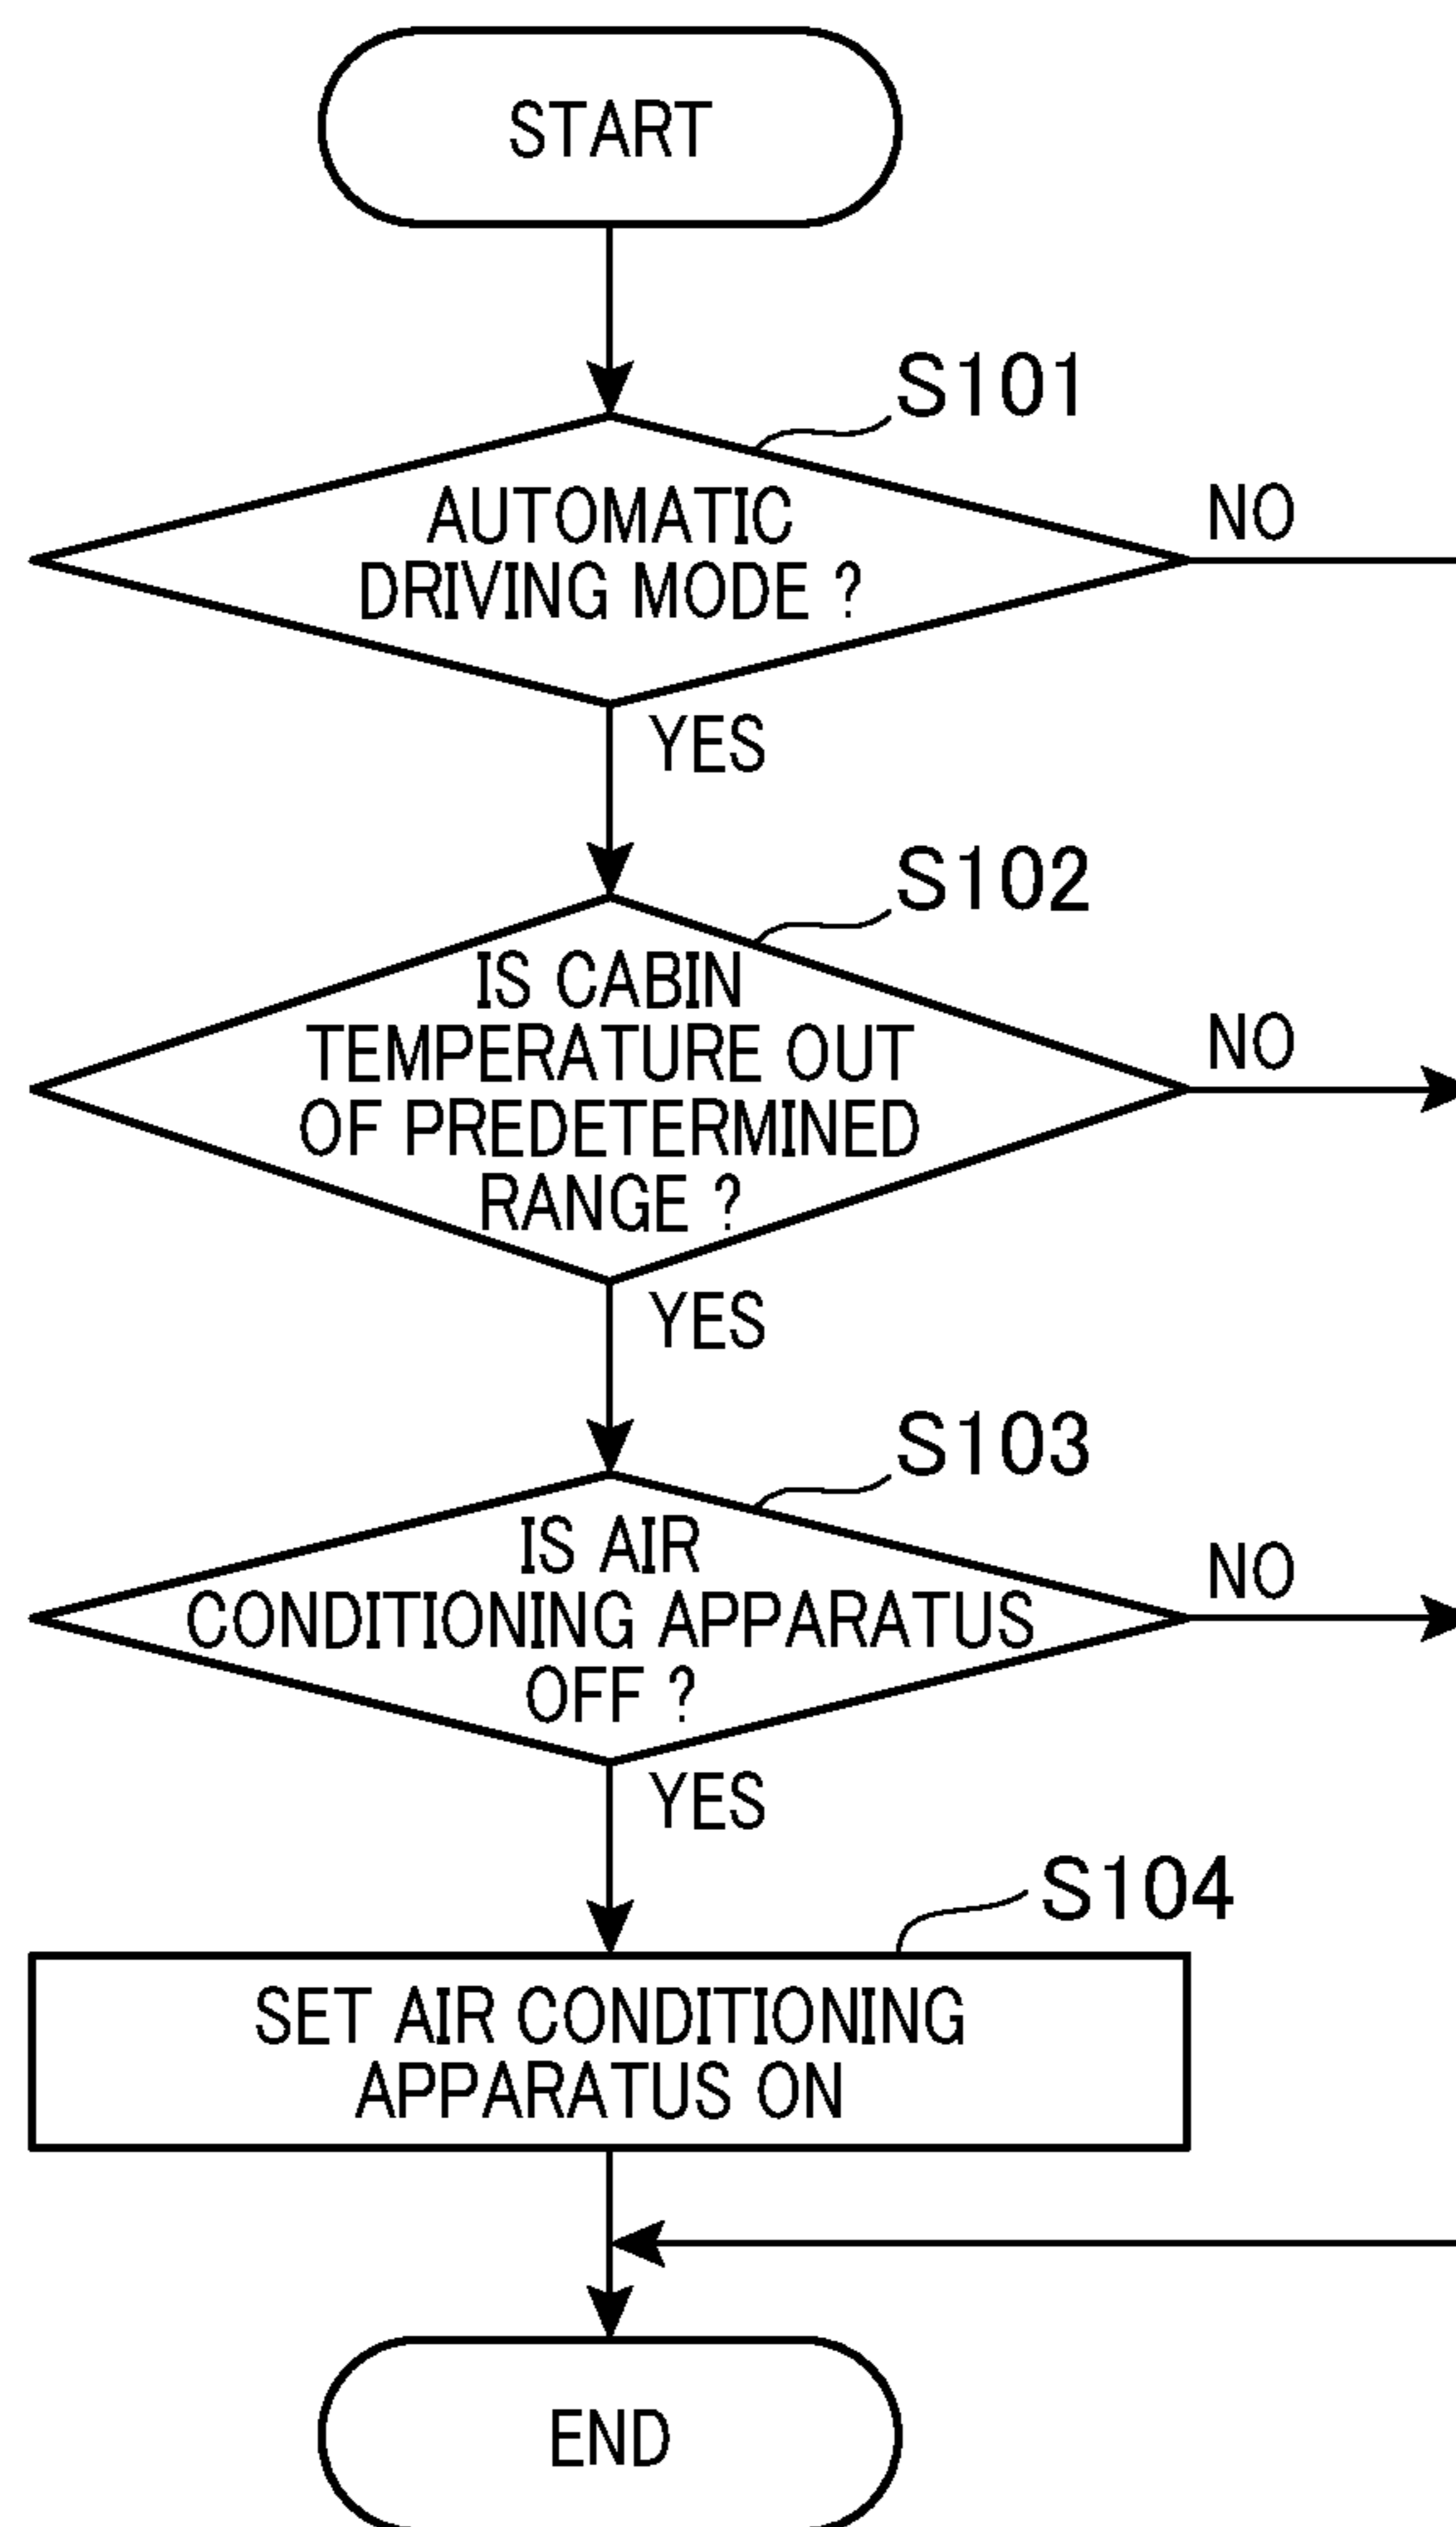 START
S101
AUTOMATIC
DRIVING MODE ?
NO
YES
S102
IS CABIN
TEMPERATURE OUT
OF PREDETERMINED
RANGE ?
NO
YES
S103
IS AIR
CONDITIONING APPARATUS
OFF ?
NO
YES
S104
SET AIR CONDITIONING
APPARATUS ON
END